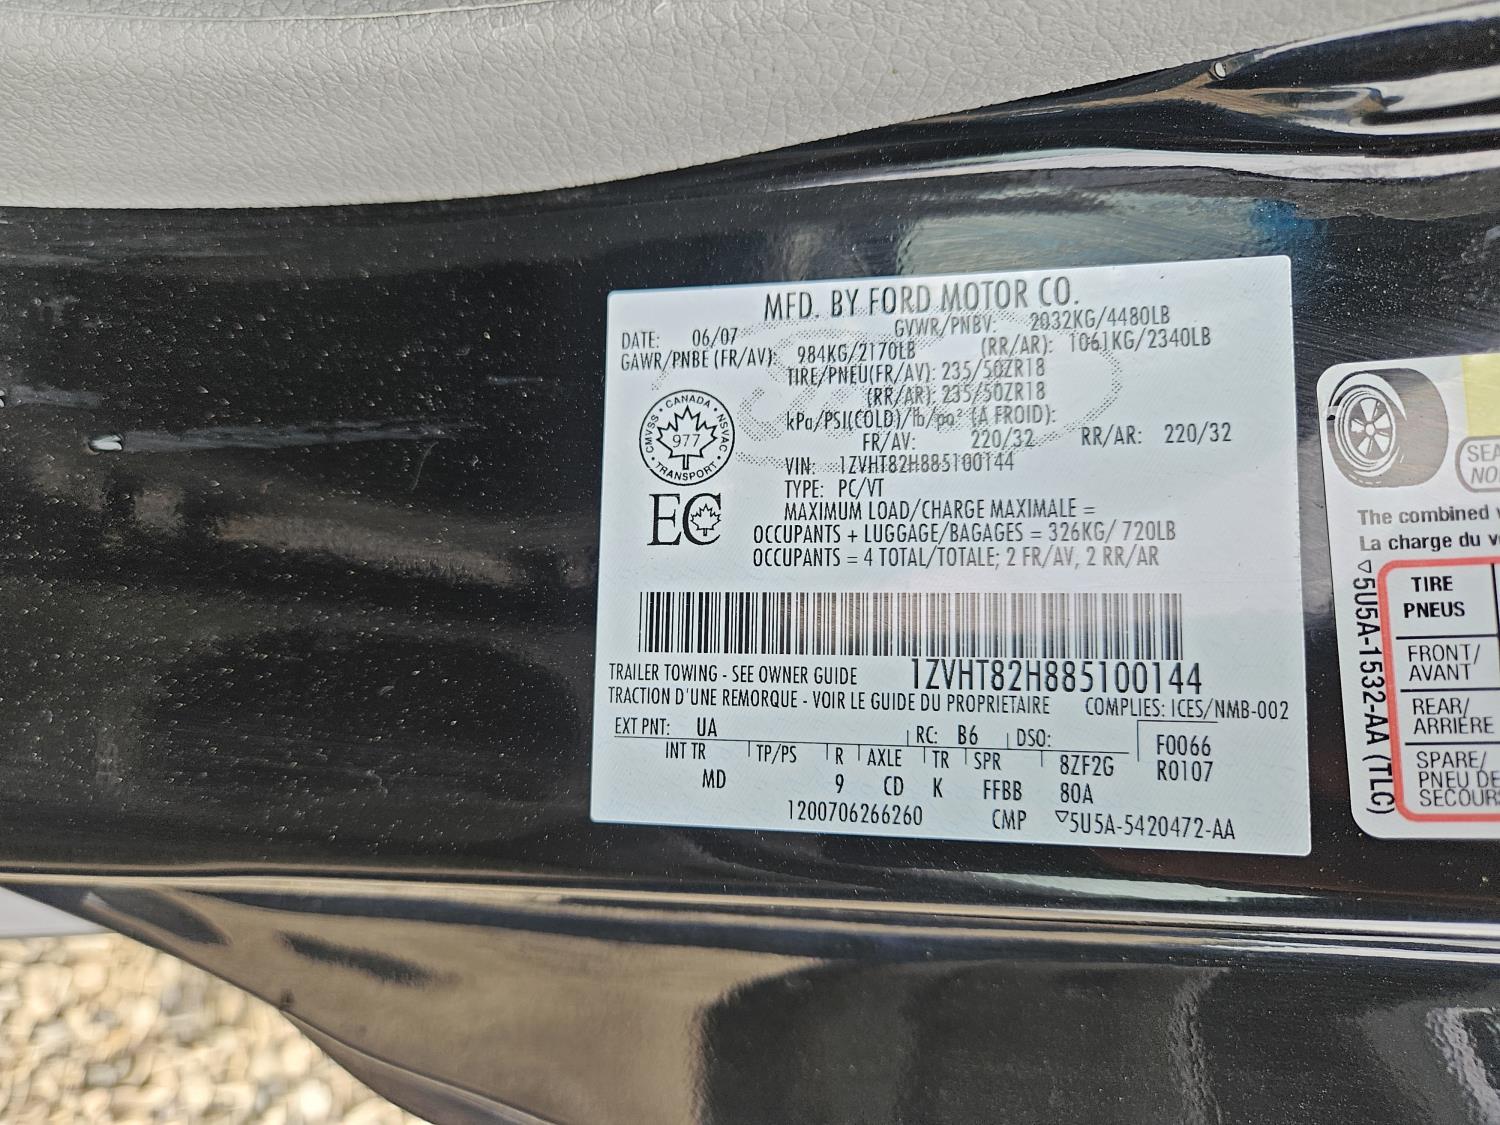 MFD. BY FORD MOTOR CO.
DATE: 06/07 GVWR/PNBV: 2032KG/4480LB
GAWR/PNBE (FR/AV): 984KG/2170LB (RR/AR): 1061KG/2340LB
TIRE/PNEU(FR/AV): 235/50ZR18
(RR/AR): 235/50ZR18
kPa/PSI(COLD)/lb/po² (A FROID):
FR/AV: 220/32 RR/AR: 220/32
VIN: 1ZVHT82H885100144
TYPE: PC/VT
MAXIMUM LOAD/CHARGE MAXIMALE =
OCCUPANTS + LUGGAGE/BAGAGES = 326KG/ 720LB
OCCUPANTS = 4 TOTAL/TOTALE; 2 FR/AV, 2 RR/AR
CANADA
CMVSS
977
NSVAC
TRANSPORT
EC
1ZVHT82H885100144
TRAILER TOWING - SEE OWNER GUIDE
TRACTION D'UNE REMORQUE - VOIR LE GUIDE DU PROPRIETAIRE
COMPLIES: ICES/NMB-002
EXT PNT: UA RC: B6 DSO: F0066
INT TR TP/PS R AXLE TR SPR 8ZF2G R0107
MD 9 CD K FFBB 80A
1200706266260 CMP ▽5U5A-5420472-AA
SEA
NO
The combined
La charge du v
TIRE
PNEUS
FRONT/
AVANT
REAR/
ARRIÈRE
SPARE/
PNEU DE
SECOURS
▽5U5A-1532-AA (TLC)